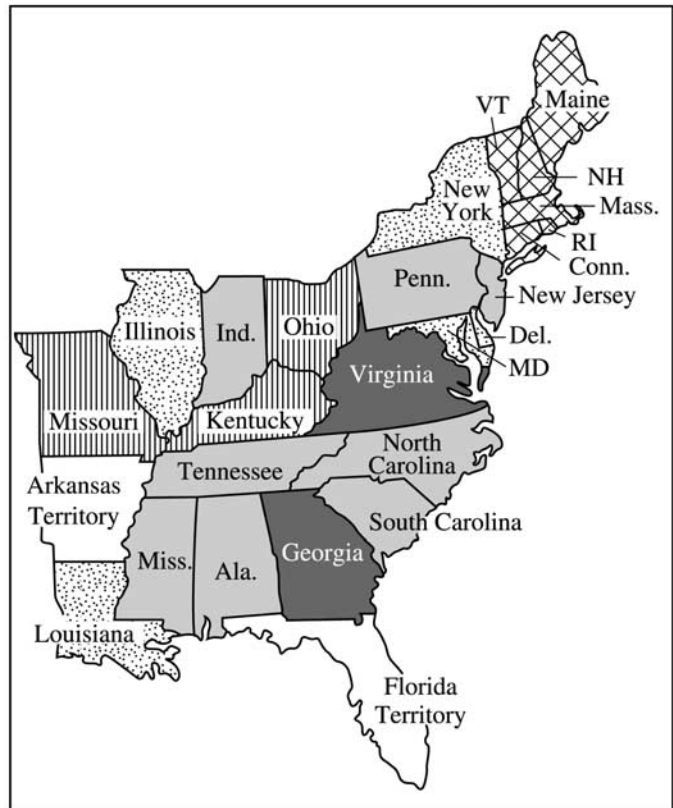 VT
Maine
New
York
NH
Mass.
RI
Conn.
Penn.
New Jersey
Illinois
Ind.
Ohio
Del.
MD
Virginia
Missouri
Kentucky
North
Carolina
Tennessee
Arkansas
Territory
South Carolina
Miss.
Ala.
Georgia
Louisiana
Florida
Territory